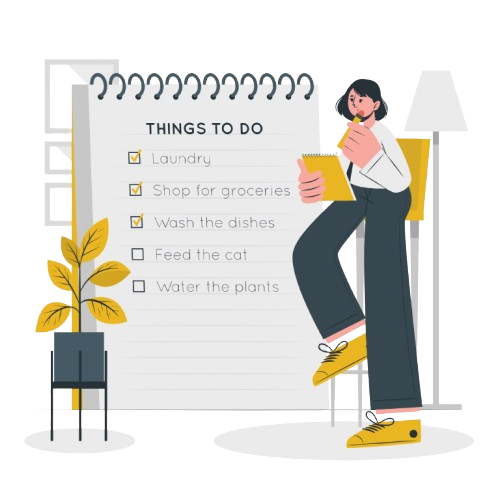 THINGS TO DO
Laundry
Shop for groceries
Wash the dishes
Feed the cat
Water the plants